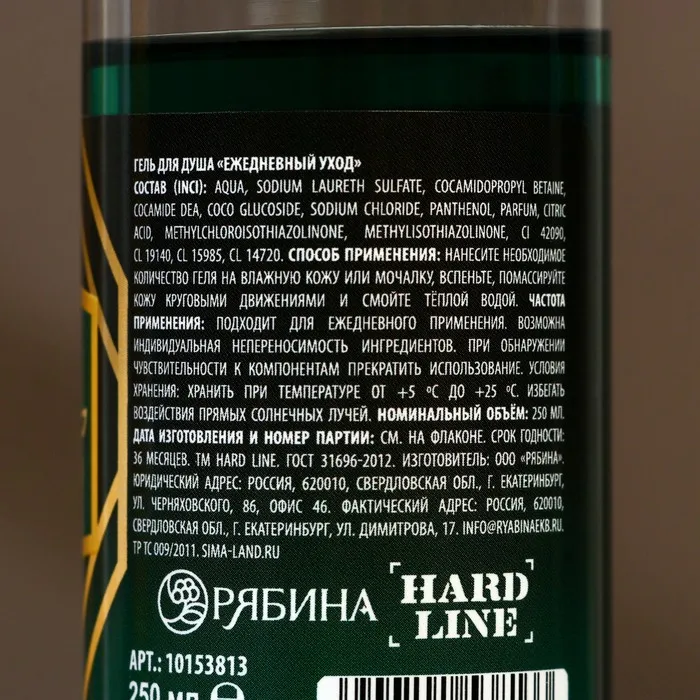 ГЕЛЬ ДЛЯ ДУША «ЕЖЕДНЕВНЫЙ УХОД»
СОСТАВ (INCI): AQUA, SODIUM LAURETH SULFATE, COCAMIDOPROPYL BETAINE,
COCAMIDE DEA, COCO GLUCOSIDE, SODIUM CHLORIDE, PANTHENOL, PARFUM, CITRIC
ACID, METHYLCHLOROISOTHIAZOLINONE, METHYLISOTHIAZOLINONE, CI 42090,
CL 19140, CL 15985, CL 14720. СПОСОБ ПРИМЕНЕНИЯ: НАНЕСИТЕ НЕОБХОДИМОЕ
КОЛИЧЕСТВО ГЕЛЯ НА ВЛАЖНУЮ КОЖУ ИЛИ МОЧАЛКУ, ВСПЕНЬТЕ, ПОМАССИРУЙТЕ
КОЖУ КРУГОВЫМИ ДВИЖЕНИЯМИ И СМОЙТЕ ТЁПЛОЙ ВОДОЙ. ЧАСТОТА
ПРИМЕНЕНИЯ: ПОДХОДИТ ДЛЯ ЕЖЕДНЕВНОГО ПРИМЕНЕНИЯ. ВОЗМОЖНА
ИНДИВИДУАЛЬНАЯ НЕПЕРЕНОСИМОСТЬ ИНГРЕДИЕНТОВ. ПРИ ОБНАРУЖЕНИИ
ЧУВСТВИТЕЛЬНОСТИ К КОМПОНЕНТАМ ПРЕКРАТИТЬ ИСПОЛЬЗОВАНИЕ. УСЛОВИЯ
ХРАНЕНИЯ: ХРАНИТЬ ПРИ ТЕМПЕРАТУРЕ ОТ +5 ºC ДО +25 ºC. ИЗБЕГАТЬ
ВОЗДЕЙСТВИЯ ПРЯМЫХ СОЛНЕЧНЫХ ЛУЧЕЙ. НОМИНАЛЬНЫЙ ОБЪЁМ: 250 МЛ.
ДАТА ИЗГОТОВЛЕНИЯ И НОМЕР ПАРТИИ: СМ. НА ФЛАКОНЕ. СРОК ГОДНОСТИ:
36 МЕСЯЦЕВ. ТМ HARD LINE. ГОСТ 31696-2012. ИЗГОТОВИТЕЛЬ: ООО «РЯБИНА».
ЮРИДИЧЕСКИЙ АДРЕС: РОССИЯ, 620010, СВЕРДЛОВСКАЯ ОБЛ., Г. ЕКАТЕРИНБУРГ,
УЛ. ЧЕРНЯХОВСКОГО, 86, ОФИС 46. ФАКТИЧЕСКИЙ АДРЕС: РОССИЯ, 620010,
СВЕРДЛОВСКАЯ ОБЛ., Г. ЕКАТЕРИНБУРГ, УЛ. ДИМИТРОВА, 17. INFO@RYABINAEKB.RU.
ТР ТС 009/2011. SIMA-LAND.RU
РЯБИНА
HARD
LINE
АРТ.: 10153813
250 МЛ ℮